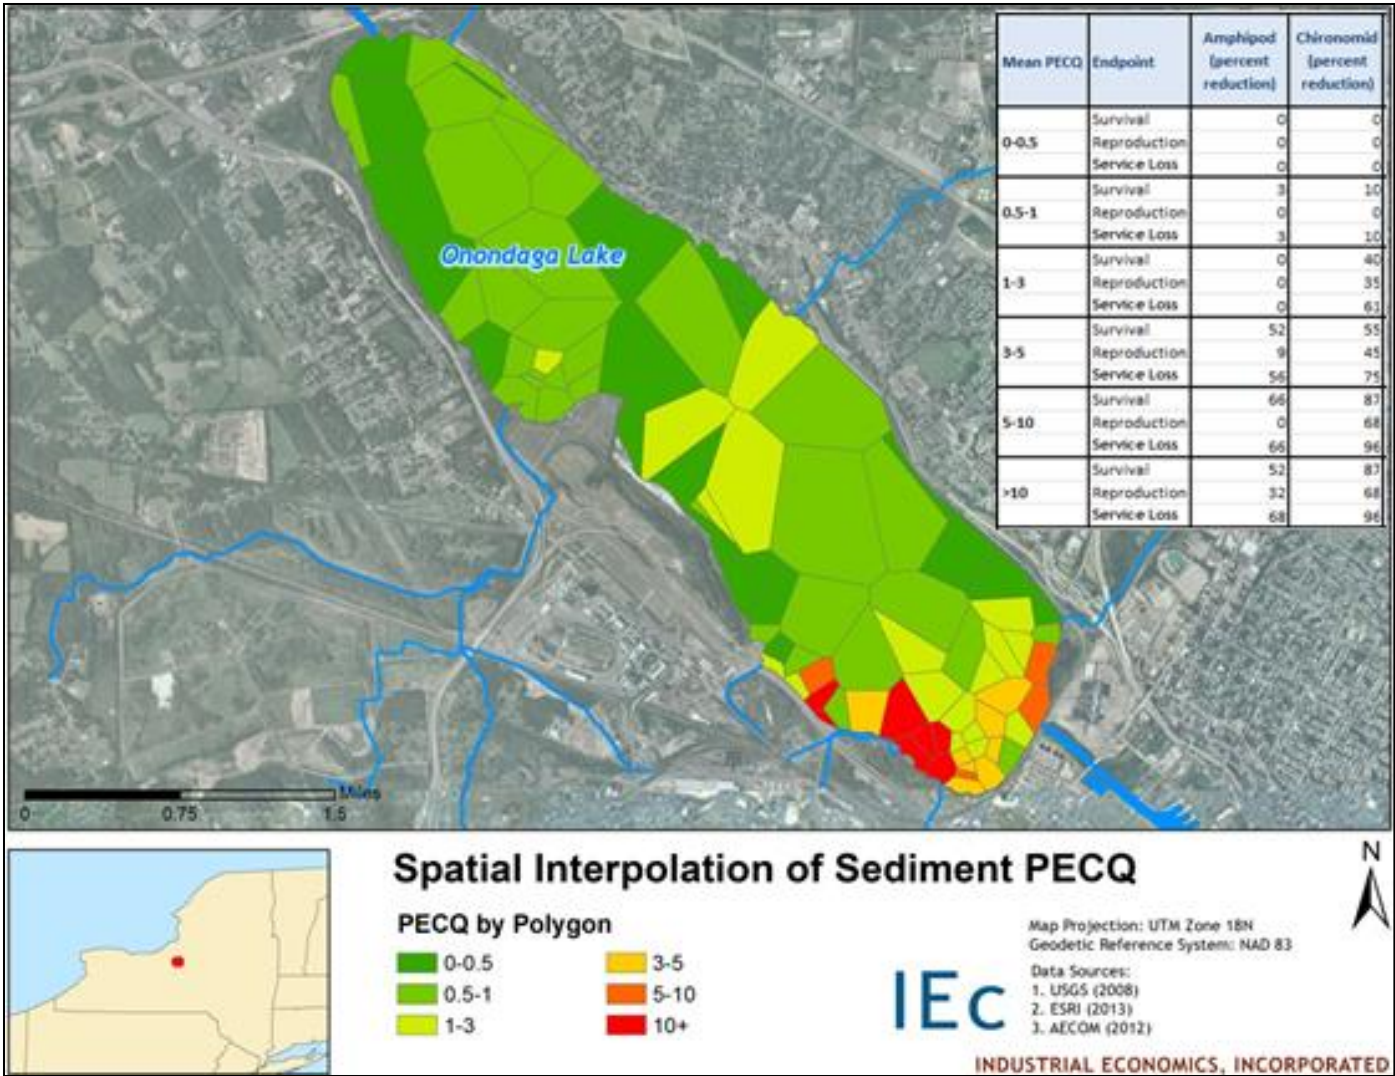 Mean PECQ Endpoint Amphipod (percent reduction) Chironomid (percent reduction)
0-0.5 Survival 0 0
Reproduction 0 0
Service Loss 0 0
0.5-1 Survival 3 10
Reproduction 0 0
Service Loss 3 10
1-3 Survival 0 40
Reproduction 0 35
Service Loss 0 61
3-5 Survival 52 55
Reproduction 9 45
Service Loss 56 75
5-10 Survival 66 87
Reproduction 0 68
Service Loss 66 96
>10 Survival 52 87
Reproduction 32 68
Service Loss 68 96
Onondaga Lake
Miles
0 0.75 1.5
Spatial Interpolation of Sediment PECQ
PECQ by Polygon
0-0.5 3-5
0.5-1 5-10
1-3 10+
N
Map Projection: UTM Zone 18N
Geodetic Reference System: NAD 83
IEc
Data Sources:
1. USGS (2008)
2. ESRI (2013)
3. AECOM (2012)
INDUSTRIAL ECONOMICS, INCORPORATED